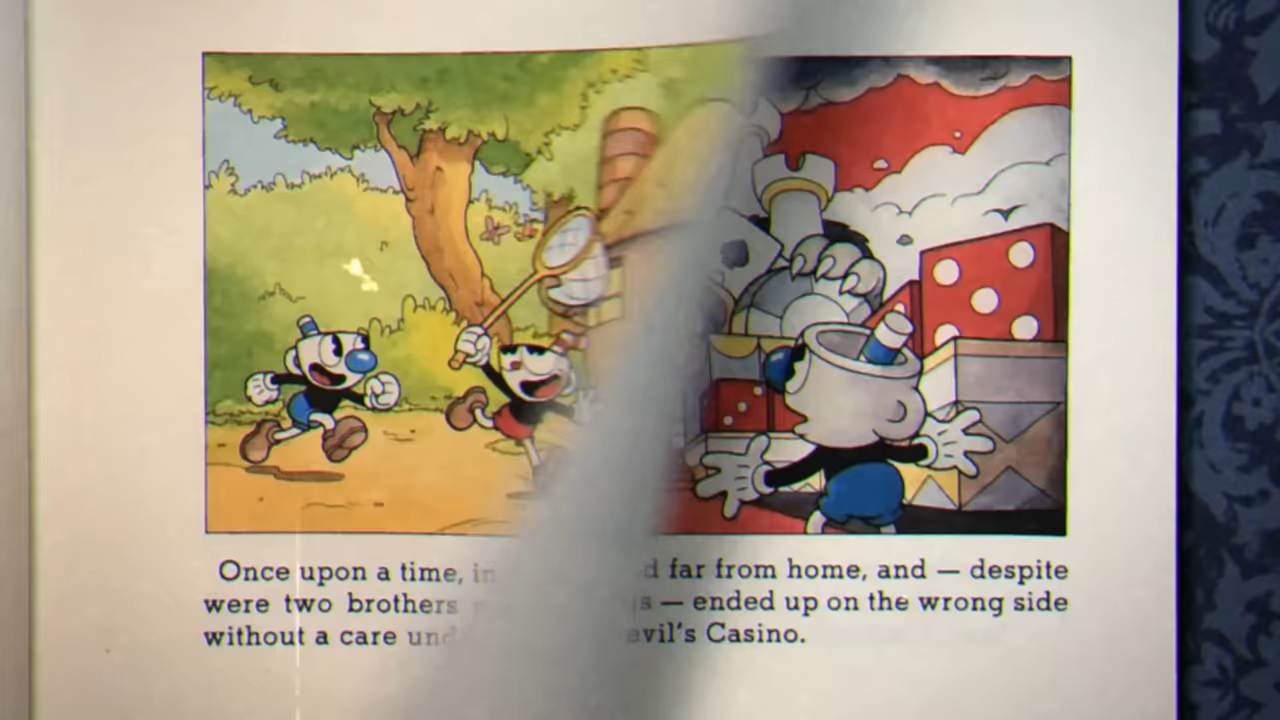 Once upon a time, in far from home, and — despite
were two brothers — ended up on the wrong side
without a care evil's Casino.